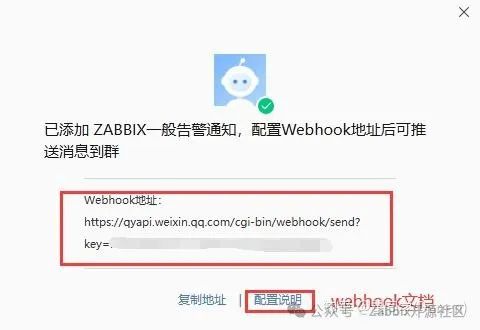 已添加 ZABBIX一般告警通知，配置Webhook地址后可推
送消息到群
Webhook地址：
https://qyapi.weixin.qq.com/cgi-bin/webhook/send?
key=
复制地址 | 配置说明 webhook文档
公众号 Zabbix开源社区